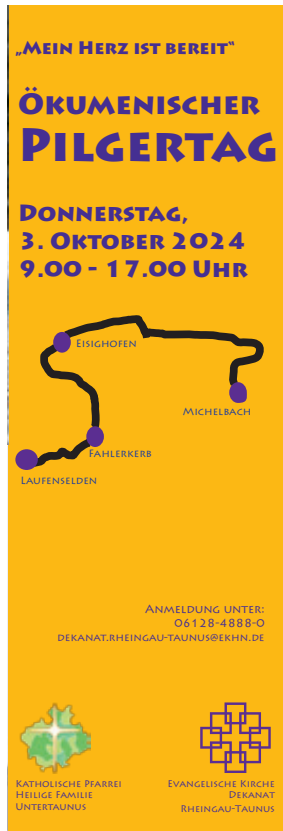 „Mein Herz ist bereit“
Ökumenischer
Pilgertag
Donnerstag,
3. Oktober 2024
9.00 - 17.00 Uhr
Eisighofen
Michelbach
Fahlerkerb
Laufenselden
Anmeldung unter:
06128-4888-0
dekanat.rheingau-taunus@ekhn.de
Katholische Pfarrei
Heilige Familie
Untertaunus
Evangelische Kirche
Dekanat
Rheingau-Taunus